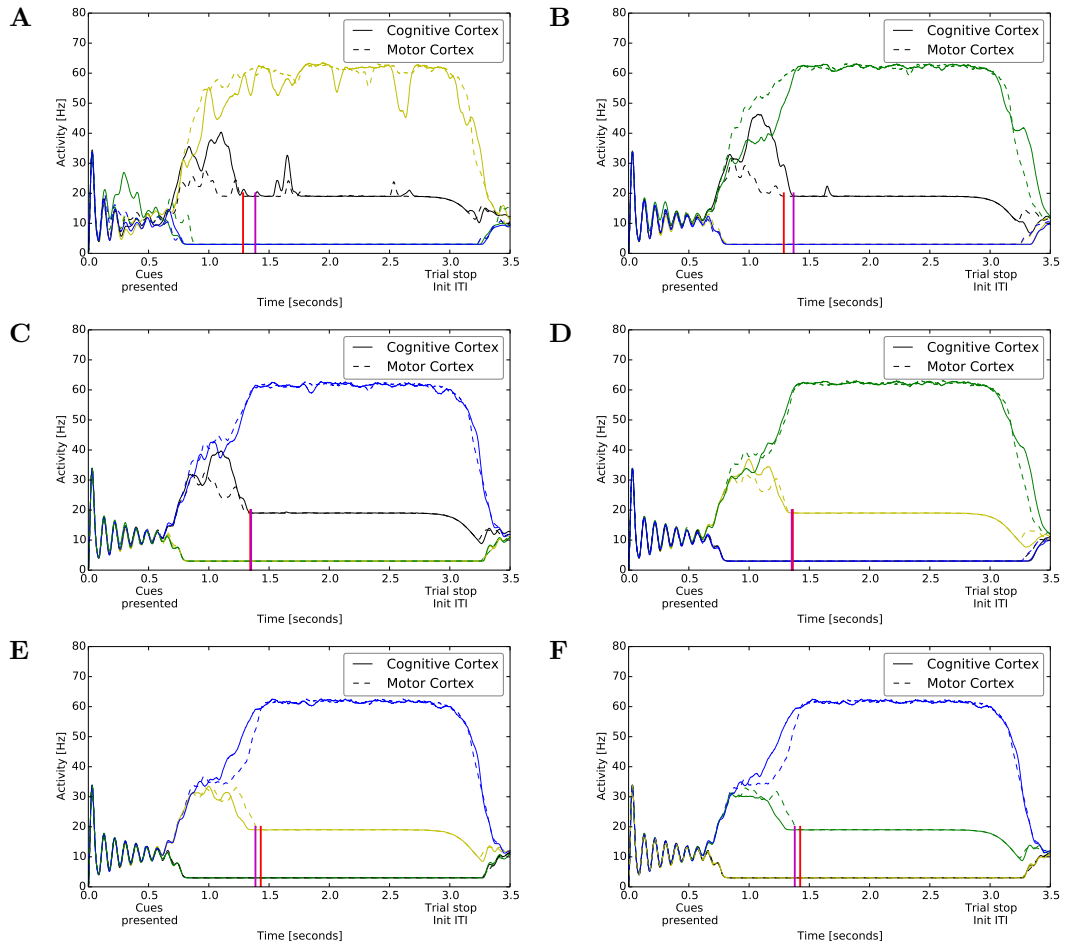 A
Cognitive Cortex
Motor Cortex
Activity [Hz]
80
70
60
50
40
30
20
10
0
0.0 0.5 1.0 1.5 2.0 2.5 3.0 3.5
Cues presented
Trial stop Init ITI
Time [seconds]
B
Cognitive Cortex
Motor Cortex
Activity [Hz]
80
70
60
50
40
30
20
10
0
0.0 0.5 1.0 1.5 2.0 2.5 3.0 3.5
Cues presented
Trial stop Init ITI
Time [seconds]
C
Cognitive Cortex
Motor Cortex
Activity [Hz]
80
70
60
50
40
30
20
10
0
0.0 0.5 1.0 1.5 2.0 2.5 3.0 3.5
Cues presented
Trial stop Init ITI
Time [seconds]
D
Cognitive Cortex
Motor Cortex
Activity [Hz]
80
70
60
50
40
30
20
10
0
0.0 0.5 1.0 1.5 2.0 2.5 3.0 3.5
Cues presented
Trial stop Init ITI
Time [seconds]
E
Cognitive Cortex
Motor Cortex
Activity [Hz]
80
70
60
50
40
30
20
10
0
0.0 0.5 1.0 1.5 2.0 2.5 3.0 3.5
Cues presented
Trial stop Init ITI
Time [seconds]
F
Cognitive Cortex
Motor Cortex
Activity [Hz]
80
70
60
50
40
30
20
10
0
0.0 0.5 1.0 1.5 2.0 2.5 3.0 3.5
Cues presented
Trial stop Init ITI
Time [seconds]